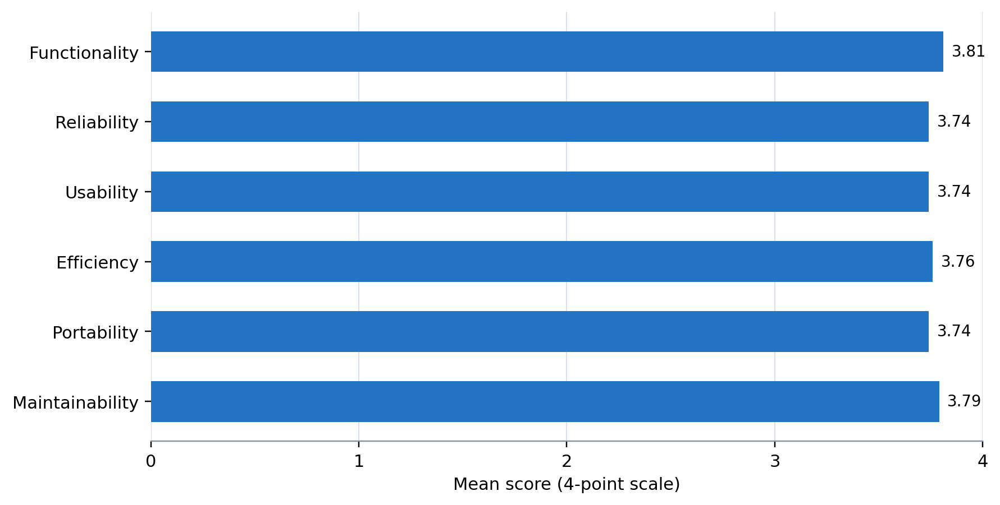 Functionality 3.81
Reliability 3.74
Usability 3.74
Efficiency 3.76
Portability 3.74
Maintainability 3.79
0 1 2 3 4
Mean score (4-point scale)